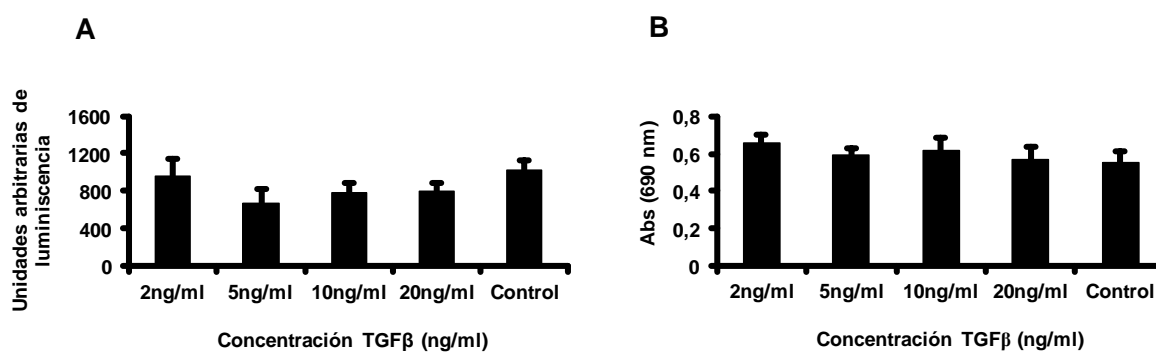 A
Unidades arbitrarias de
luminiscencia
1600
1200
800
400
0
2ng/ml 5ng/ml 10ng/ml 20ng/ml Control
Concentración TGFβ (ng/ml)
B
Abs (690 nm)
0,8
0,6
0,4
0,2
0
2ng/ml 5ng/ml 10ng/ml 20ng/ml Control
Concentración TGFβ (ng/ml)